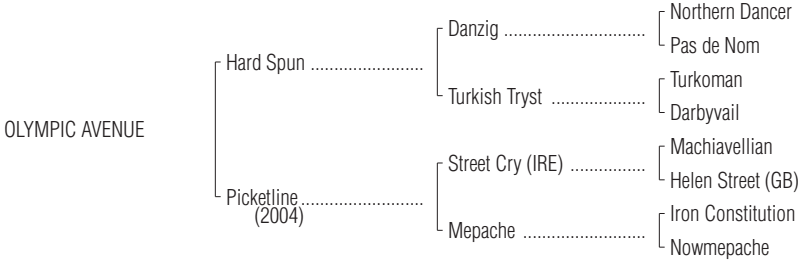 Northern Dancer
Danzig ..............................
Pas de Nom
Hard Spun ........................
Turkoman
Turkish Tryst ....................
Darbyvail
OLYMPIC AVENUE
Machiavellian
Street Cry (IRE) ................
Helen Street (GB)
Picketline ..........................
(2004)
Iron Constitution
Mepache ..........................
Nowmepache